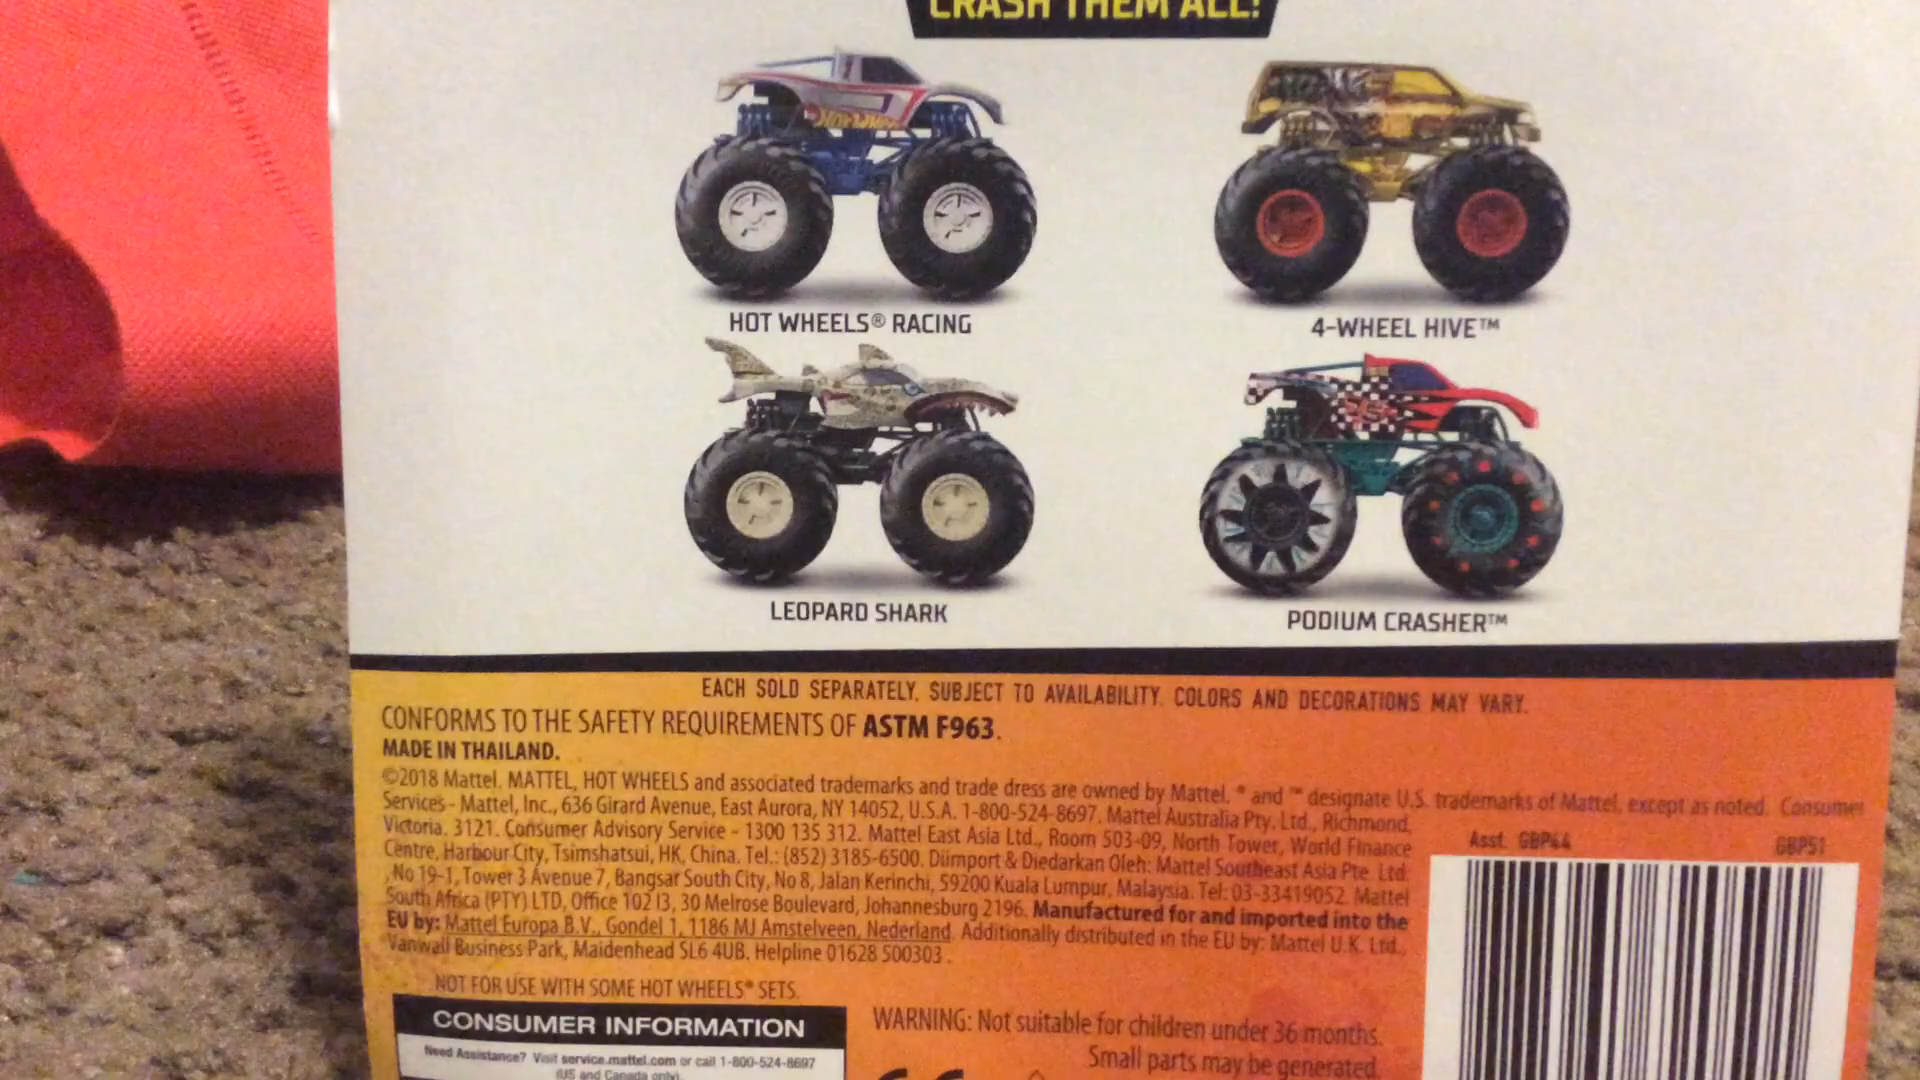 CRASH THEM ALL!
HOT WHEELS® RACING
4-WHEEL HIVE™
LEOPARD SHARK
PODIUM CRASHER™
EACH SOLD SEPARATELY. SUBJECT TO AVAILABILITY. COLORS AND DECORATIONS MAY VARY.
CONFORMS TO THE SAFETY REQUIREMENTS OF ASTM F963.
MADE IN THAILAND.
©2018 Mattel. MATTEL, HOT WHEELS and associated trademarks and trade dress are owned by Mattel. ® and ™ designate U.S. trademarks of Mattel, except as noted. Consumer
Services - Mattel, Inc., 636 Girard Avenue, East Aurora, NY 14052, U.S.A. 1-800-524-8697. Mattel Australia Pty. Ltd., Richmond,
Victoria. 3121. Consumer Advisory Service - 1300 135 312. Mattel East Asia Ltd., Room 503-09, North Tower, World Finance
Centre, Harbour City, Tsimshatsui, HK, China. Tel.: (852) 3185-6500. Diimport & Diedarkan Oleh: Mattel Southeast Asia Pte. Ltd.
, No 19-1, Tower 3 Avenue 7, Bangsar South City, No 8, Jalan Kerinchi, 59200 Kuala Lumpur, Malaysia. Tel: 03-33419052. Mattel
South Africa (PTY) LTD, Office 102 I3, 30 Melrose Boulevard, Johannesburg 2196. Manufactured for and imported into the
EU by: Mattel Europa B.V., Gondel 1, 1186 MJ Amstelveen, Nederland. Additionally distributed in the EU by: Mattel U.K. Ltd.,
Vanwall Business Park, Maidenhead SL6 4UB. Helpline 01628 500303.
Asst. GBP44
GBP51
NOT FOR USE WITH SOME HOT WHEELS® SETS.
CONSUMER INFORMATION
Need Assistance? Visit service.mattel.com or call 1-800-524-8697
(US and Canada only).
WARNING: Not suitable for children under 36 months.
Small parts may be generated.
HOT WHEELS